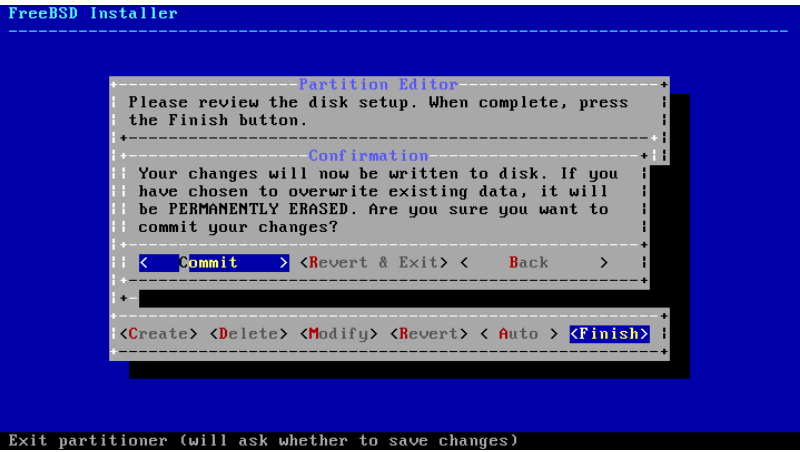 FreeBSD Installer
Partition Editor
Please review the disk setup. When complete, press
the Finish button.
Confirmation
Your changes will now be written to disk. If you
have chosen to overwrite existing data, it will
be PERMANENTLY ERASED. Are you sure you want to
commit your changes?
< Commit > <Revert & Exit> < Back >
<Create> <Delete> <Modify> <Revert> < Auto > <Finish>
Exit partitioner (will ask whether to save changes)